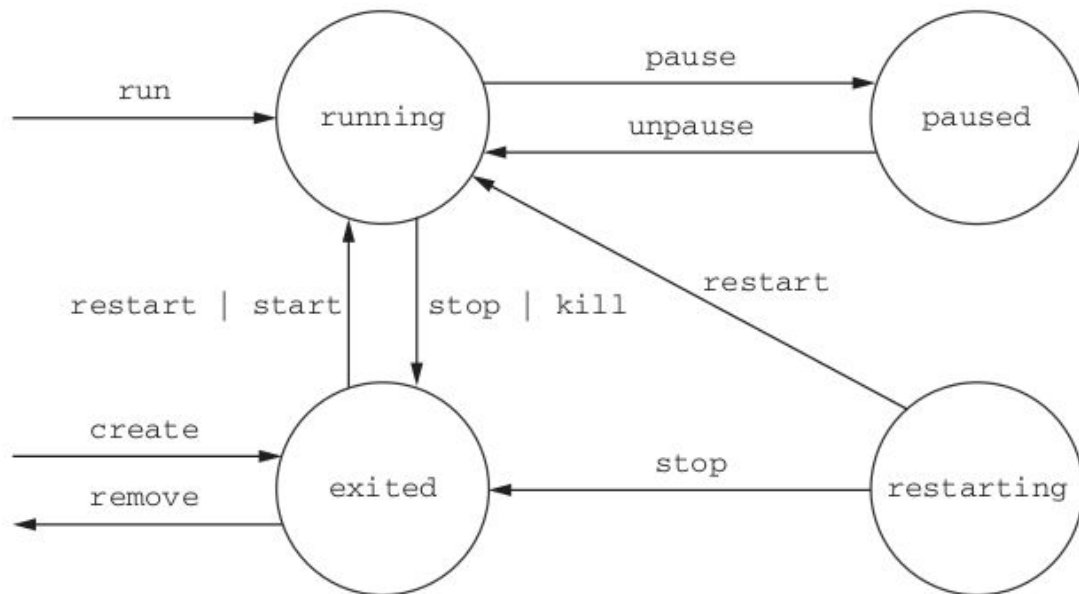 run
running
pause
unpause
paused
restart | start
stop | kill
restart
create
remove
exited
stop
restarting